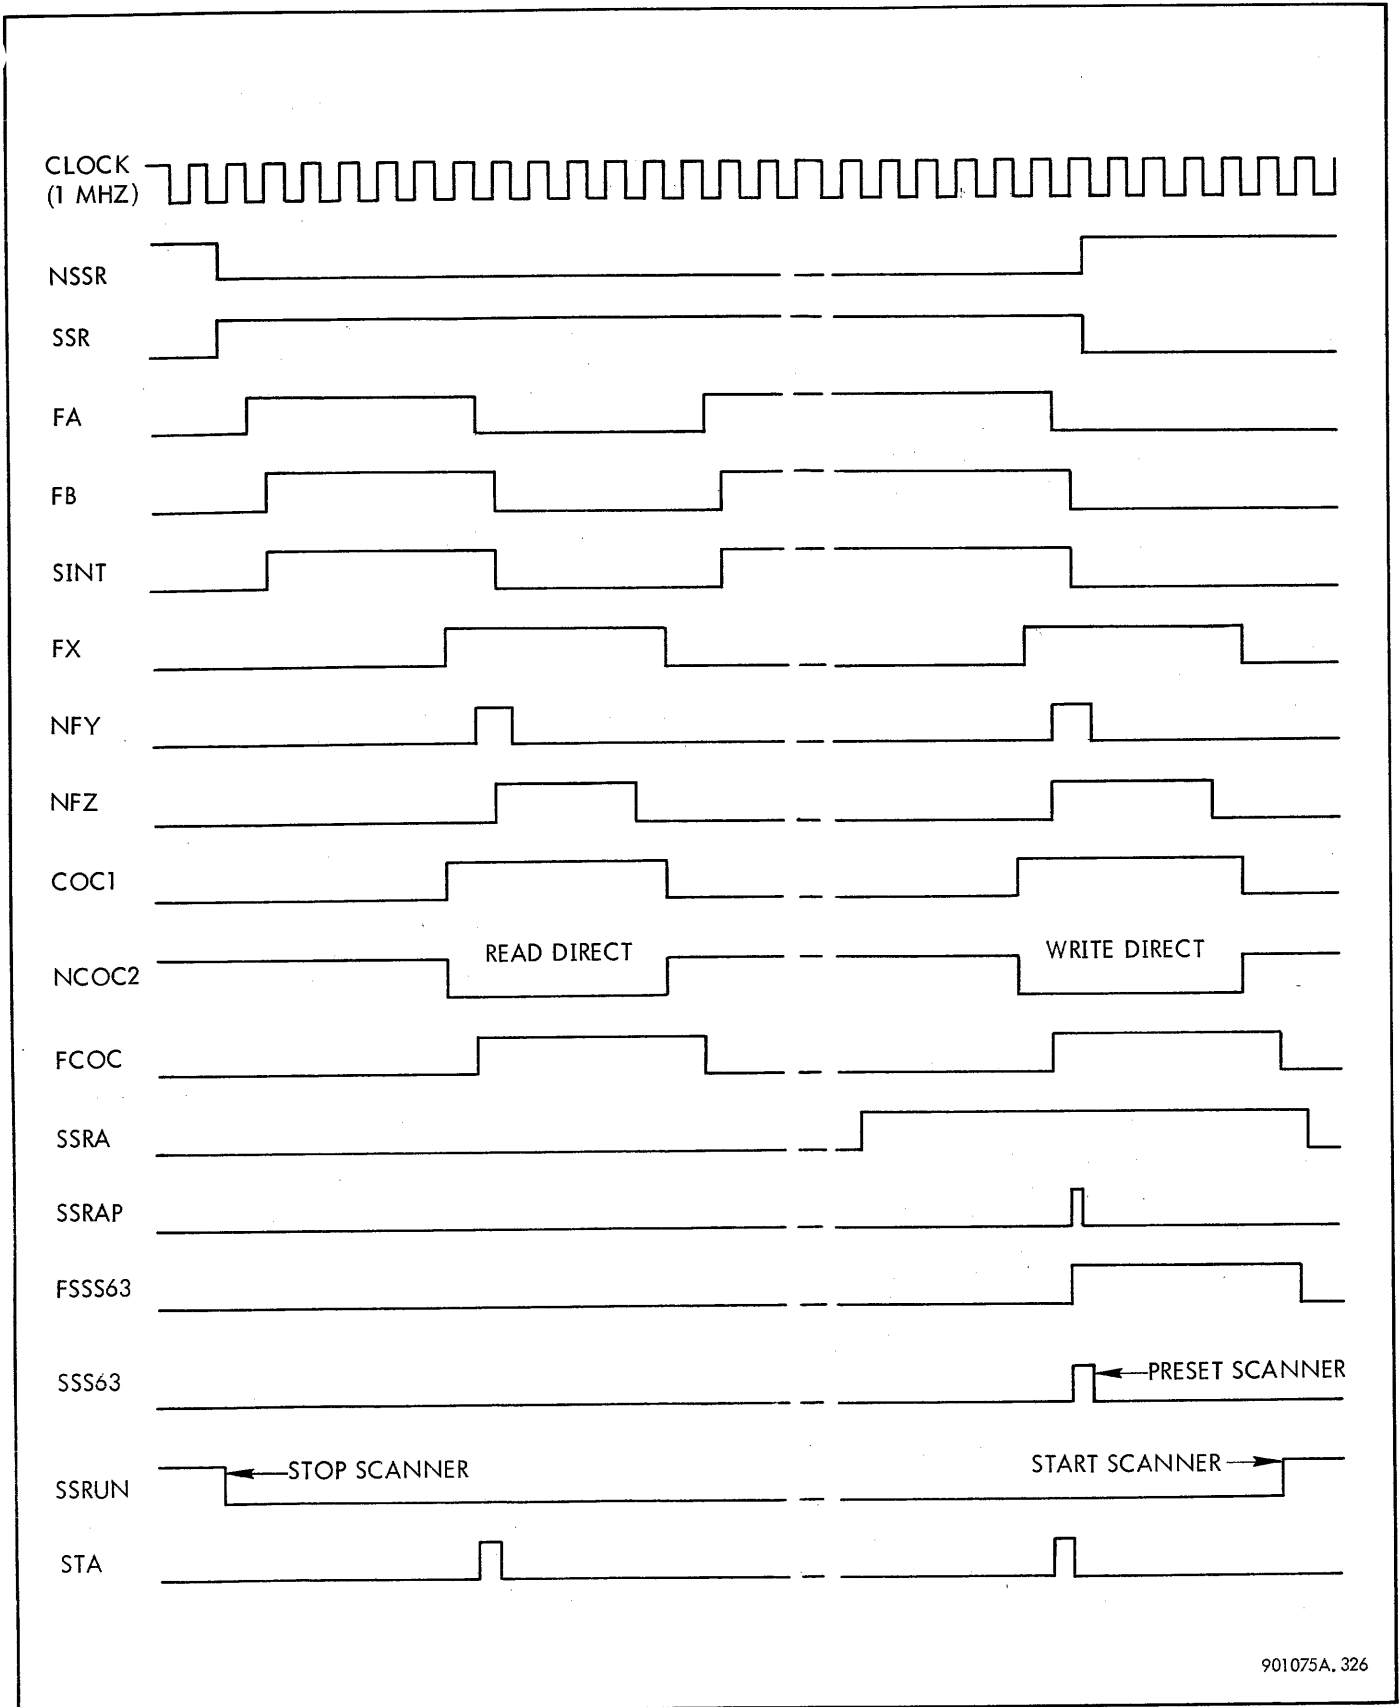 CLOCK
(1 MHZ)
NSSR
SSR
FA
FB
SINT
FX
NFY
NFZ
COC1
NCOC2
READ DIRECT
WRITE DIRECT
FCOC
SSRA
SSRAP
FSSS63
SSS63
PRESET SCANNER
SSRUN
STOP SCANNER
START SCANNER
STA
901075A.326